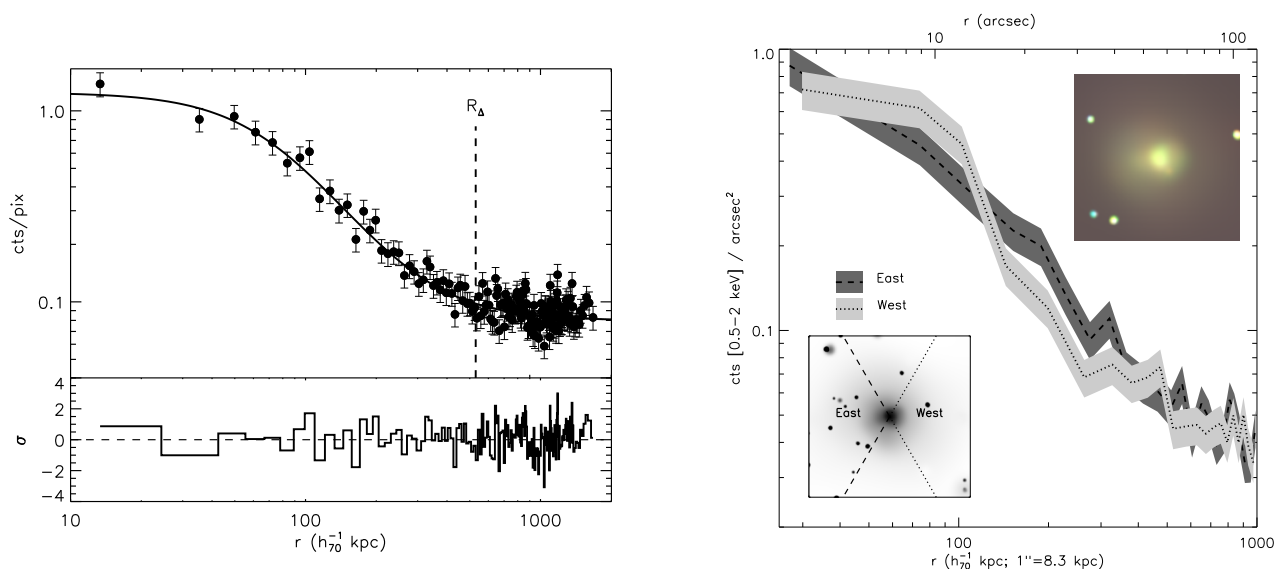 R_Δ
1.0
0.1
cts/pix
4
2
0
−2
−4
σ
10
100
1000
r (h_70^−1 kpc)
r (arcsec)
10
100
1.0
0.1
cts [0.5−2 keV] / arcsec²
East
West
East
West
100
1000
r (h_70^−1 kpc; 1"=8.3 kpc)